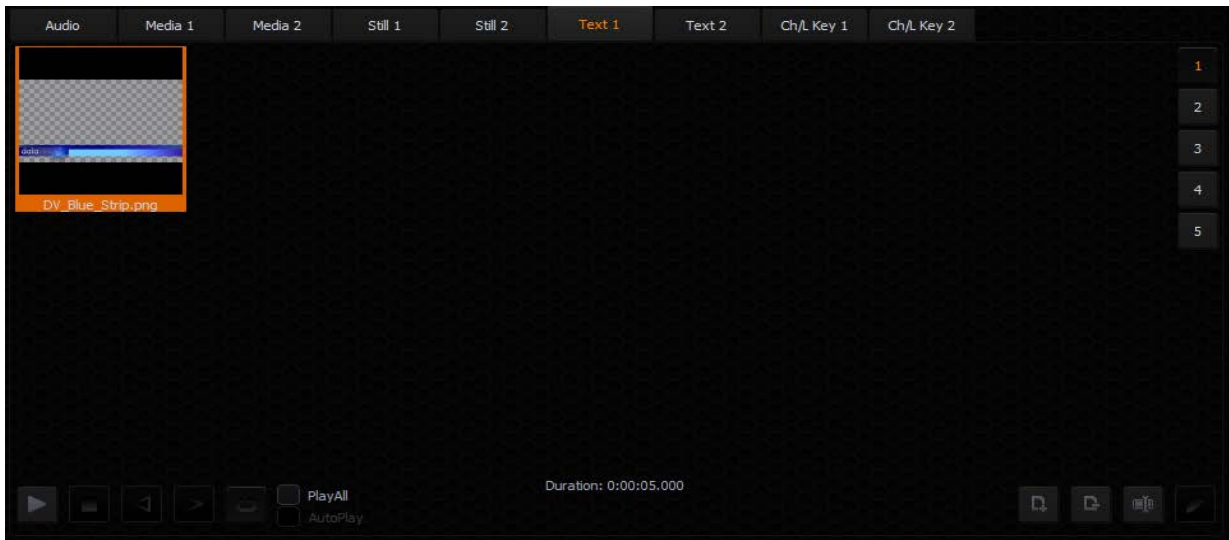 Audio Media 1 Media 2 Still 1 Still 2 Text 1 Text 2 Ch/L Key 1 Ch/L Key 2
1
2
3
4
5
DV_Blue_Strip.png
Duration: 0:00:05.000
PlayAll
AutoPlay